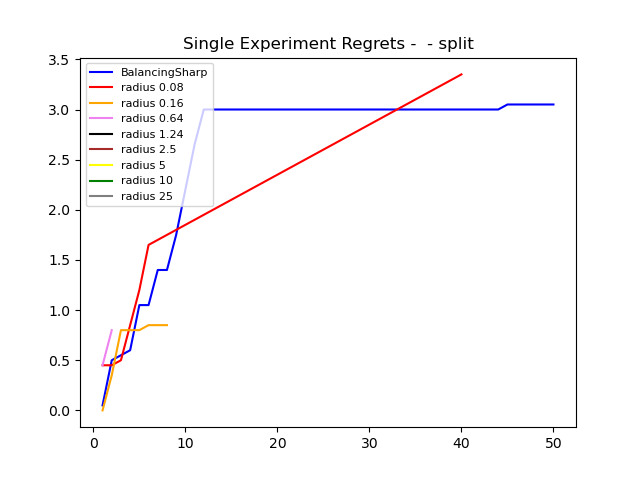 Single Experiment Regrets -  - split
3.5
3.0
2.5
2.0
1.5
1.0
0.5
0.0
BalancingSharp
radius 0.08
radius 0.16
radius 0.64
radius 1.24
radius 2.5
radius 5
radius 10
radius 25
0 10 20 30 40 50